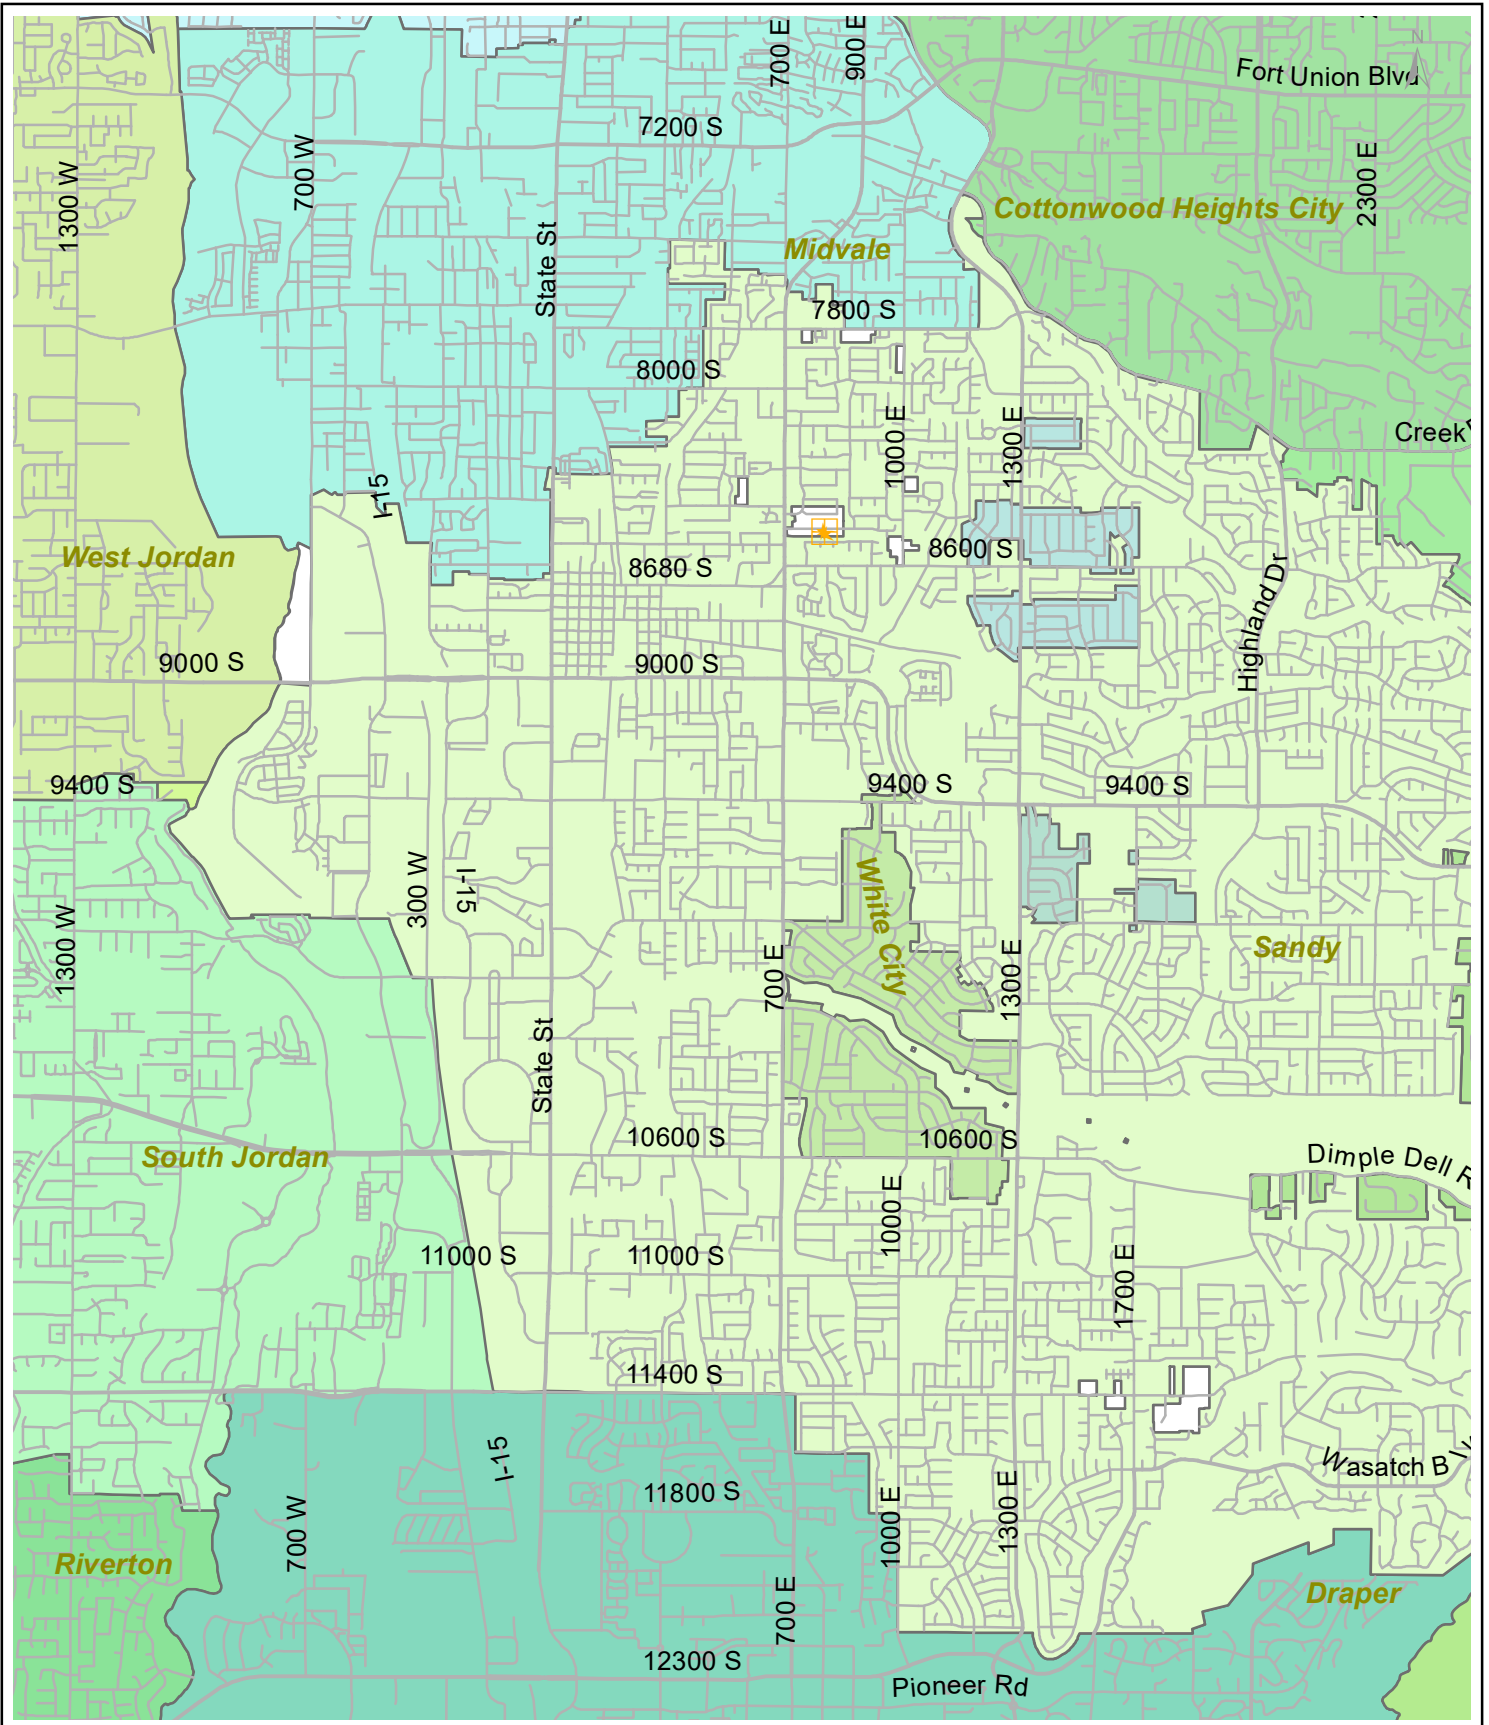 700 E
900 E
N
Fort Union Blvd
7200 S
1300 W
700 W
2300 E
Cottonwood Heights City
State St
Midvale
7800 S
8000 S
1000 E
1300 E
Creek
I-15
West Jordan
8600 S
8680 S
Highland Dr
9000 S
9000 S
9400 S
9400 S
9400 S
300 W
I-15
White City
1300 W
Sandy
700 E
1300 E
State St
10600 S
10600 S
South Jordan
Dimple Dell R
1000 E
11000 S
11000 S
1700 E
11400 S
I-15
Wasatch Blv
11800 S
1300 E
1000 E
700 W
Riverton
700 E
Draper
12300 S
Pioneer Rd